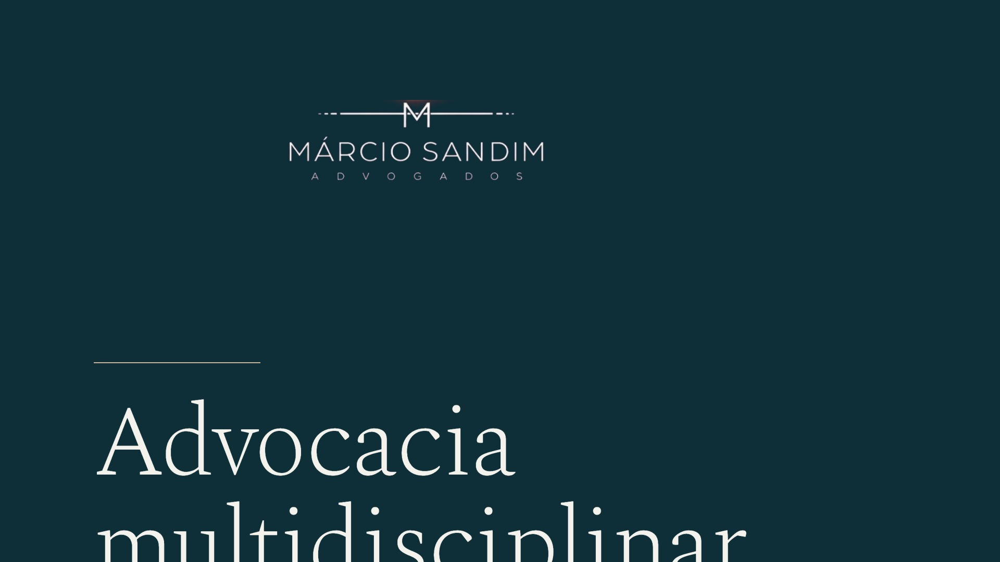 M
MÁRCIO SANDIM
ADVOGADOS
Advocacia
multidisciplinar